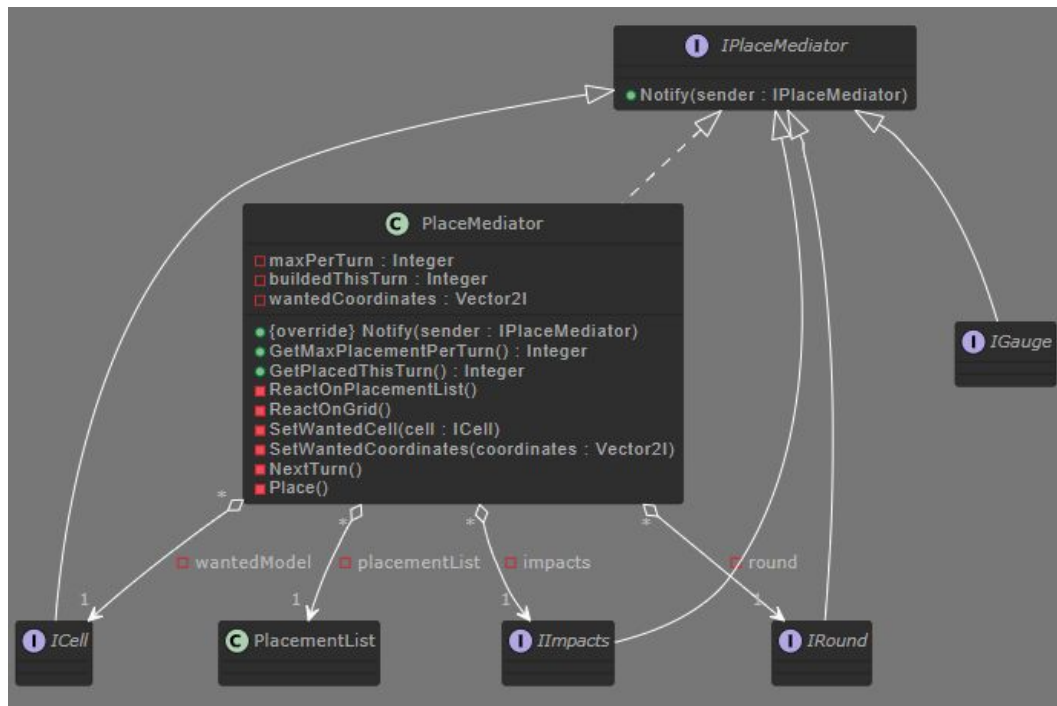 I IPlaceMediator
Notify(sender : IPlaceMediator)
C PlaceMediator
maxPerTurn : Integer
buildedThisTurn : Integer
wantedCoordinates : Vector2I
{override} Notify(sender : IPlaceMediator)
GetMaxPlacementPerTurn() : Integer
GetPlacedThisTurn() : Integer
ReactOnPlacementList()
ReactOnGrid()
SetWantedCell(cell : ICell)
SetWantedCoordinates(coordinates : Vector2I)
NextTurn()
Place()
I IGauge
* * * *
wantedModel placementList impacts round
1 1 1 1
I ICell C PlacementList I IImpacts I IRound